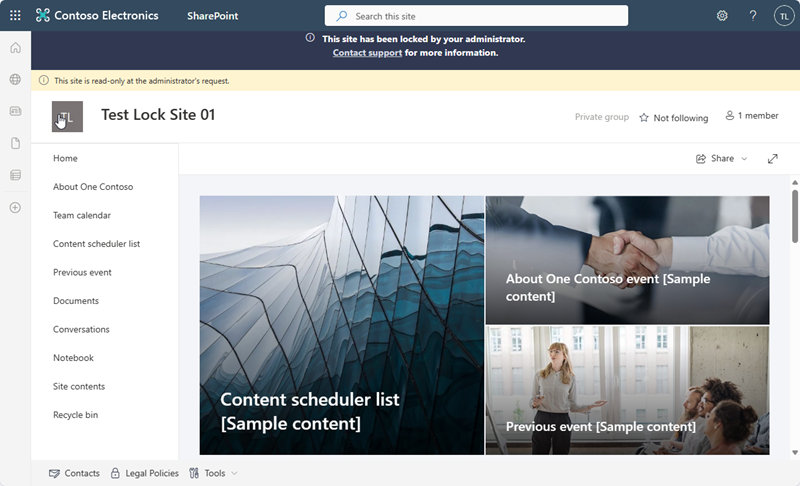 Contoso Electronics
SharePoint
Search this site
?
TL
This site has been locked by your administrator.
Contact support for more information.
This site is read-only at the administrator's request.
TL
Test Lock Site 01
Private group
Not following
1 member
Share
Home
About One Contoso
Team calendar
Content scheduler list
Previous event
Documents
Conversations
Notebook
Site contents
Recycle bin
Content scheduler list
[Sample content]
About One Contoso event [Sample
content]
Previous event [Sample content]
Contacts
Legal Policies
Tools